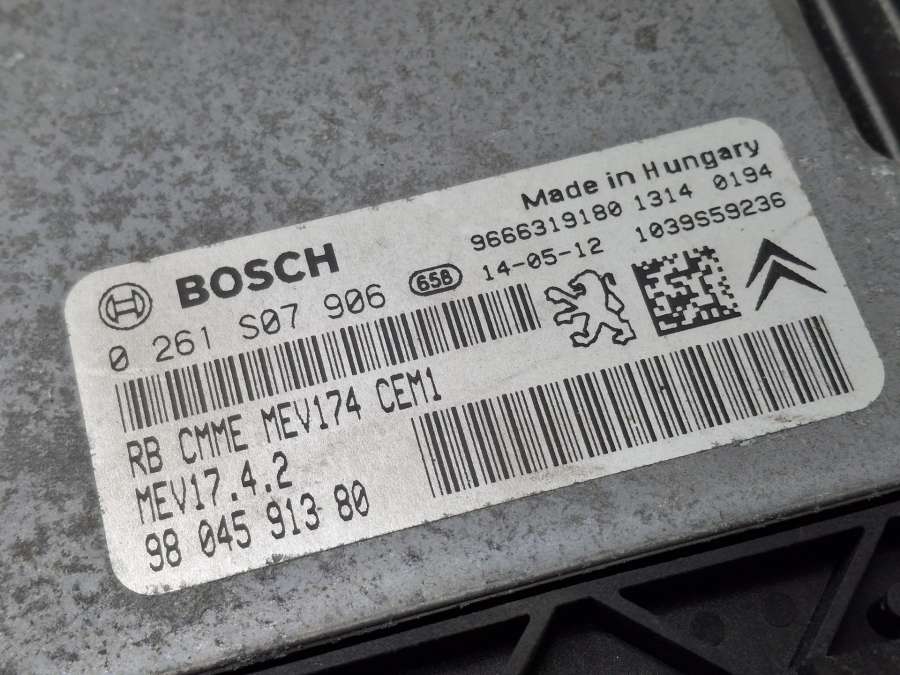 Made in Hungary
BOSCH
9666319180 1314 0194
0 261 S07 906
658
14-05-12
1039S59236
RB CMME MEV174 CEM1
MEV17.4.2
98 045 913 80